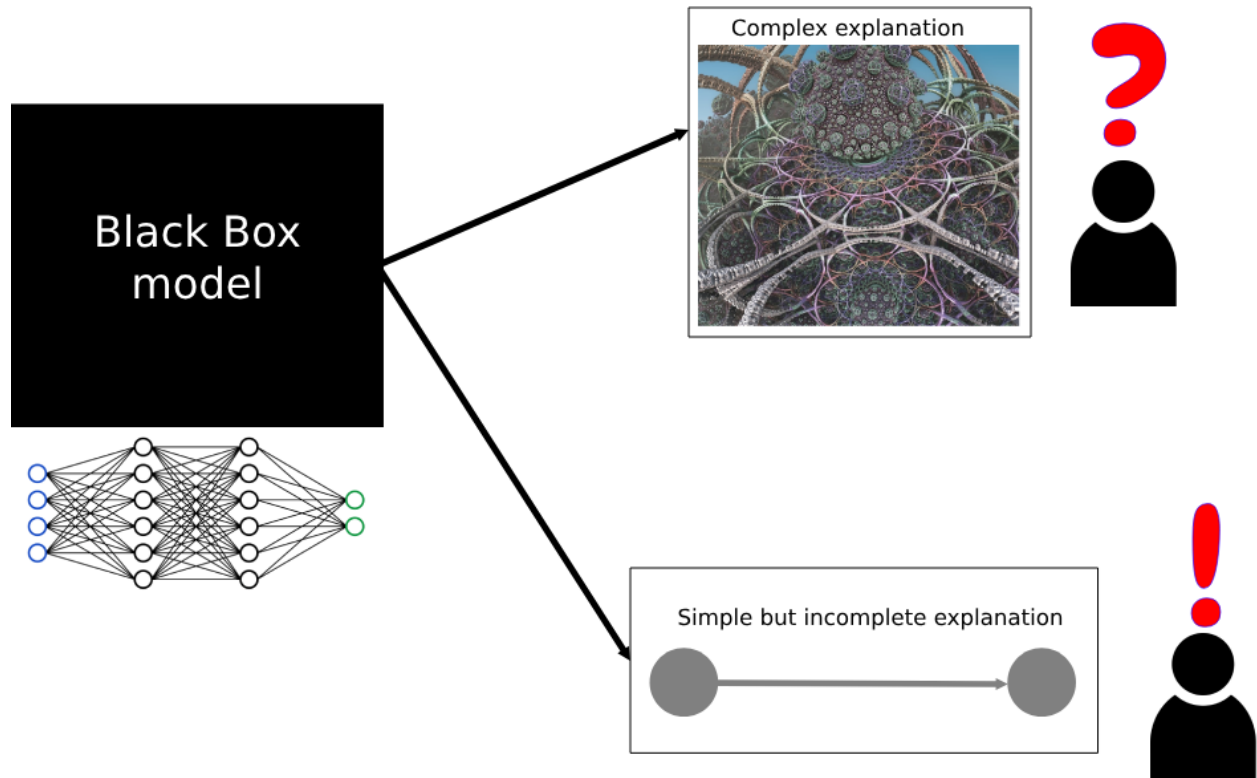 Complex explanation
Black Box
model
Simple but incomplete explanation